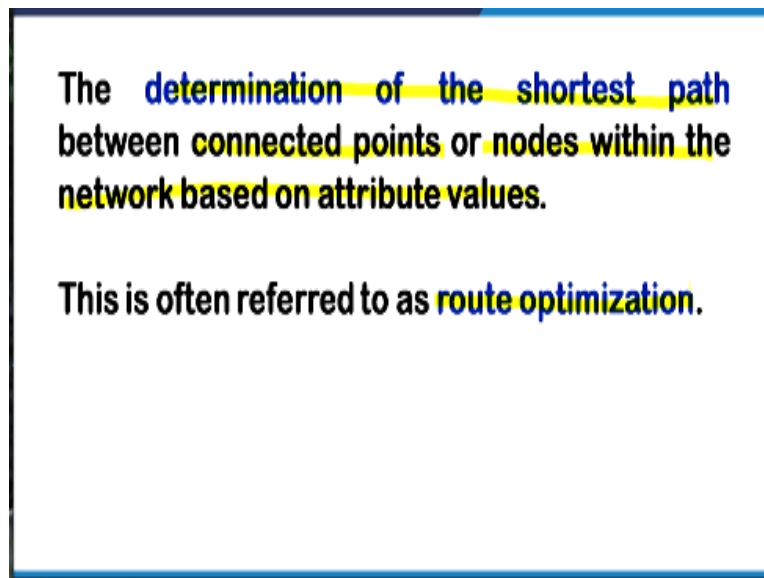 The determination of the shortest path
between connected points or nodes within the
network based on attribute values.
This is often referred to as route optimization.